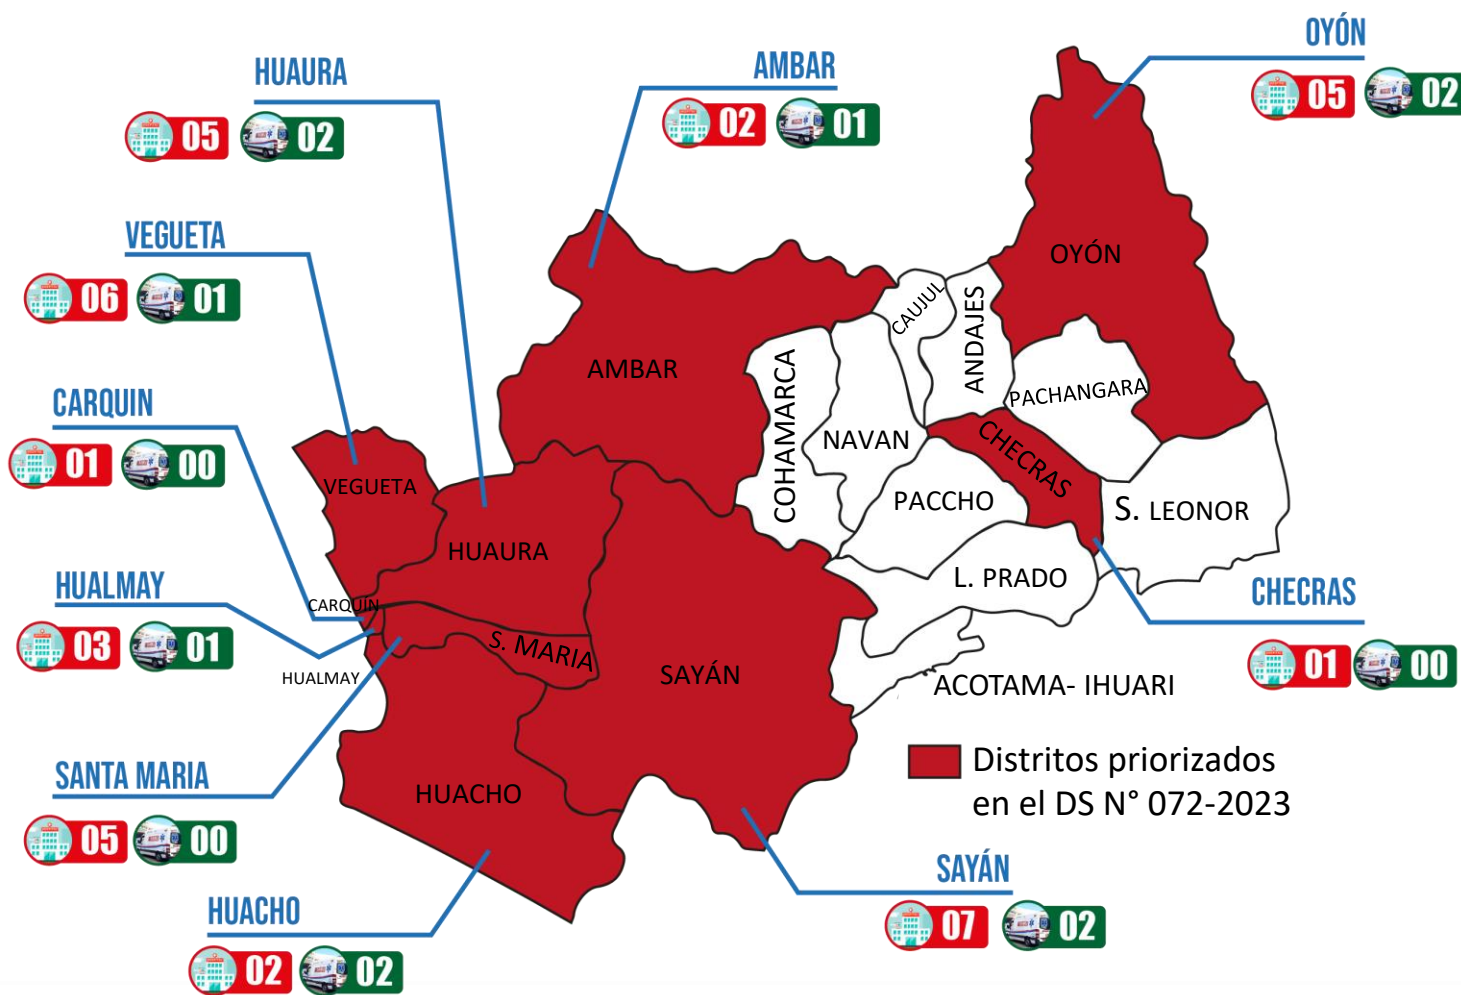 OYÓN
05 02
AMBAR
02 01
HUAURA
05 02
VEGUETA
06 01
CARQUIN
01 00
HUALMAY
03 01
SANTA MARIA
05 00
HUACHO
02 02
SAYÁN
07 02
CHECRAS
01 00
OYÓN
AMBAR
CAUJUL
ANDAJES
COHAMARCA
NAVAN
PACHANGARA
CHECRAS
PACCHO
S. LEONOR
L. PRADO
VEGUETA
HUAURA
CARQUÍN
S. MARIA
HUALMAY
SAYÁN
HUACHO
ACOTAMA- IHUARI
Distritos priorizados
en el DS N° 072-2023